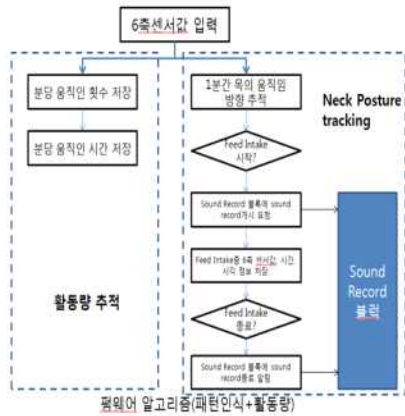 6축센서값 입력
분당 움직인 횟수 저장
분당 움직인 시간 저장
활동량 추적
1분간 목의 움직임
방향 추적
Neck Posture
tracking
Feed Intake
시작?
Sound Record 블록에 sound
record개시 요청
Feed Intake중 6축 센서값, 시간
시각 정보 저장
Feed Intake
종료?
Sound Record 블록에 sound
record종료 알림
Sound
Record
블럭
펌웨어 알고리즘(패턴인식+활동량)